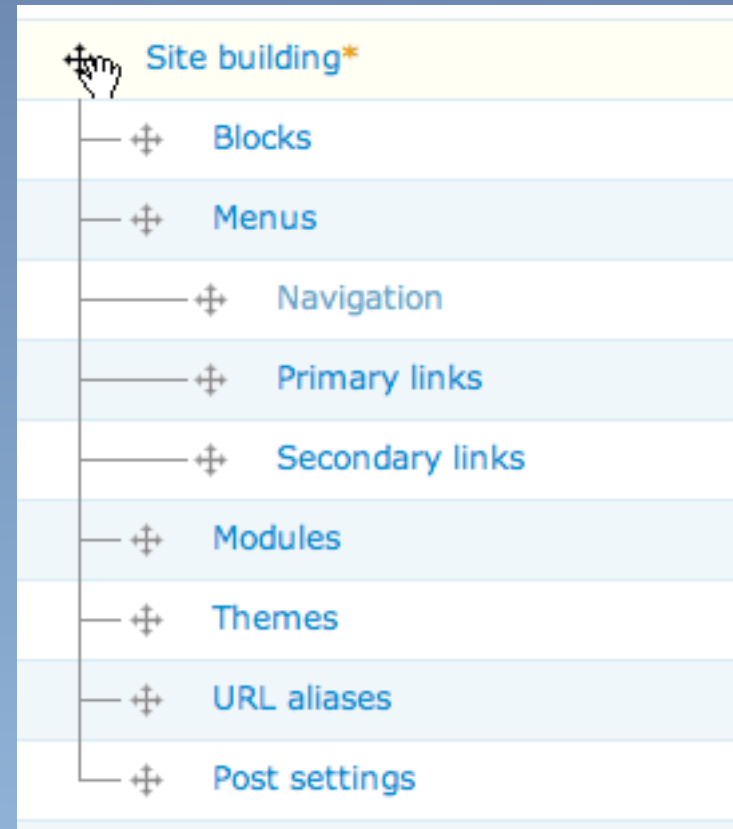 Site building*
Blocks
Menus
Navigation
Primary links
Secondary links
Modules
Themes
URL aliases
Post settings